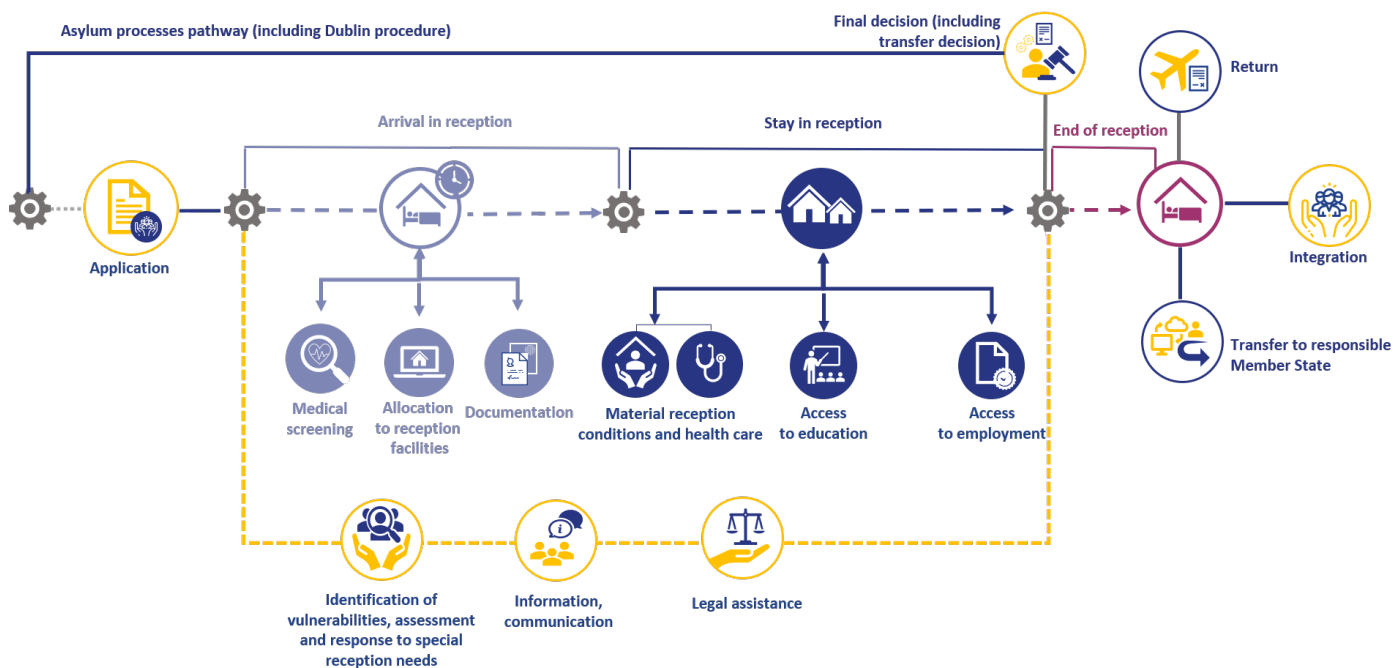 Asylum processes pathway (including Dublin procedure)
Final decision (including
transfer decision)
Return
Arrival in reception
Stay in reception
End of reception
Application
Integration
Medical
screening
Allocation
to reception
facilities
Documentation
Material reception
conditions and health care
Access
to education
Access
to employment
Transfer to responsible
Member State
Identification of
vulnerabilities, assessment
and response to special
reception needs
Information,
communication
Legal assistance